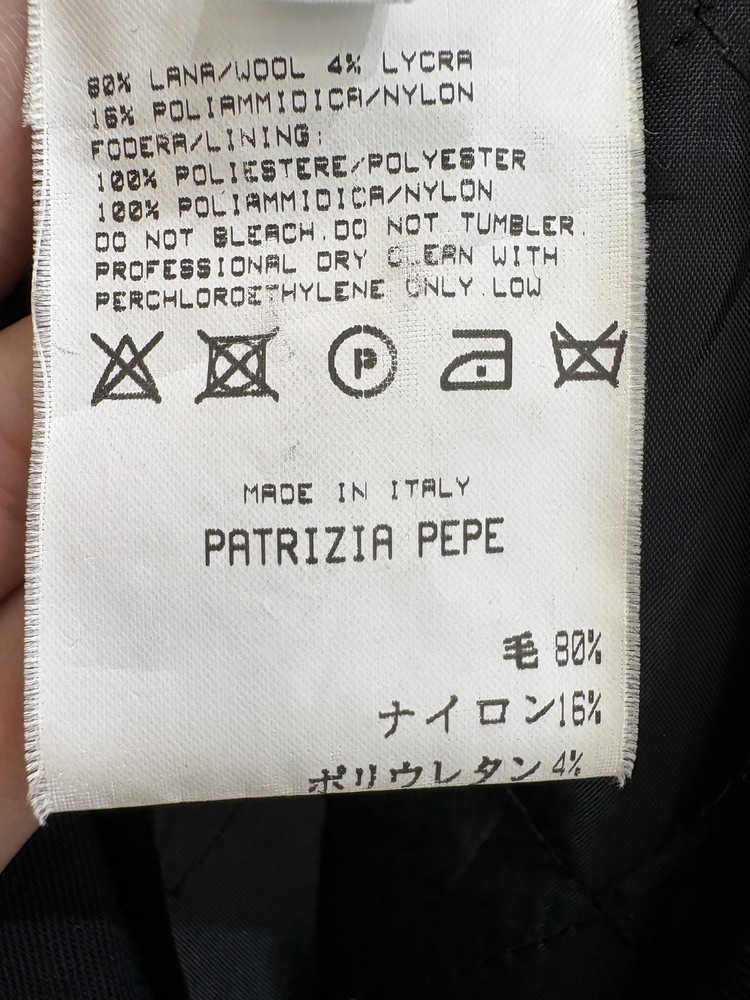 80% LANA/WOOL 4% LYCRA
16% POLIAMMIDICA/NYLON
FODERA/LINING:
100% POLIESTERE/POLYESTER
100% POLIAMMIDICA/NYLON
DO NOT BLEACH.DO NOT TUMBLER.
PROFESSIONAL DRY CLEAN WITH
PERCHLOROETHYLENE ONLY.LOW
P
MADE IN ITALY
PATRIZIA PEPE
毛 80%
ナイロン16%
ポリウレタン 4%